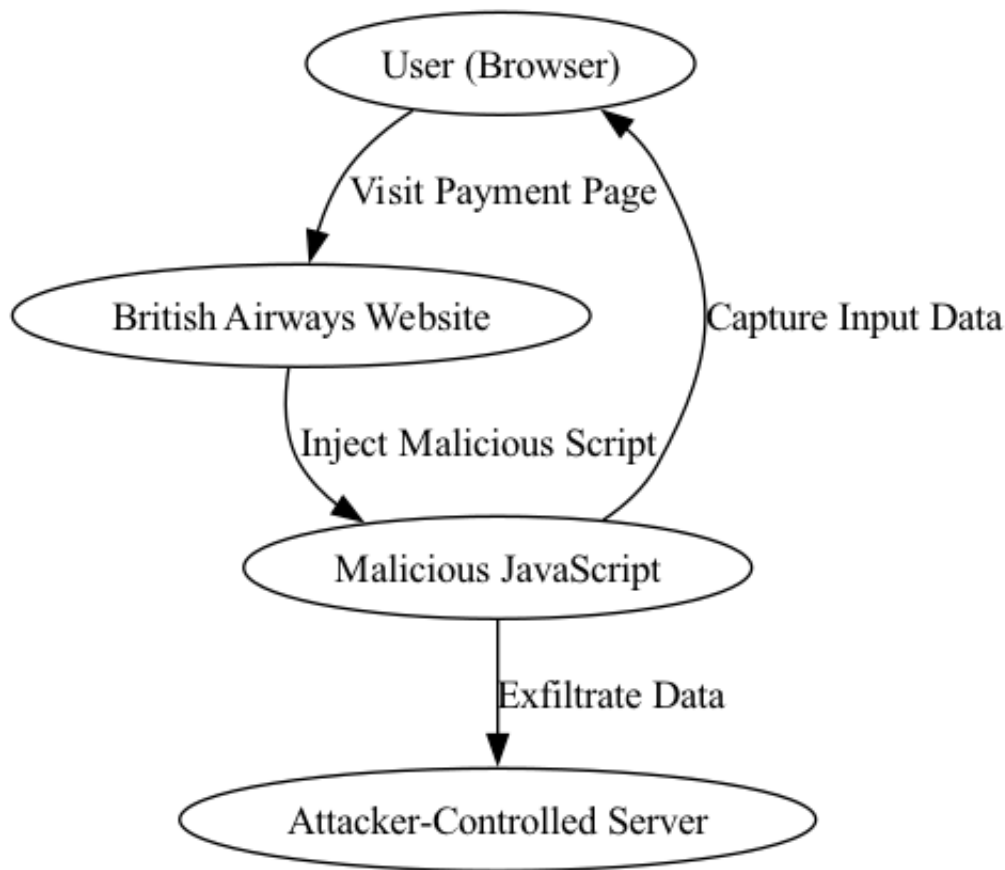 User (Browser)
Visit Payment Page
British Airways Website
Capture Input Data
Inject Malicious Script
Malicious JavaScript
Exfiltrate Data
Attacker-Controlled Server